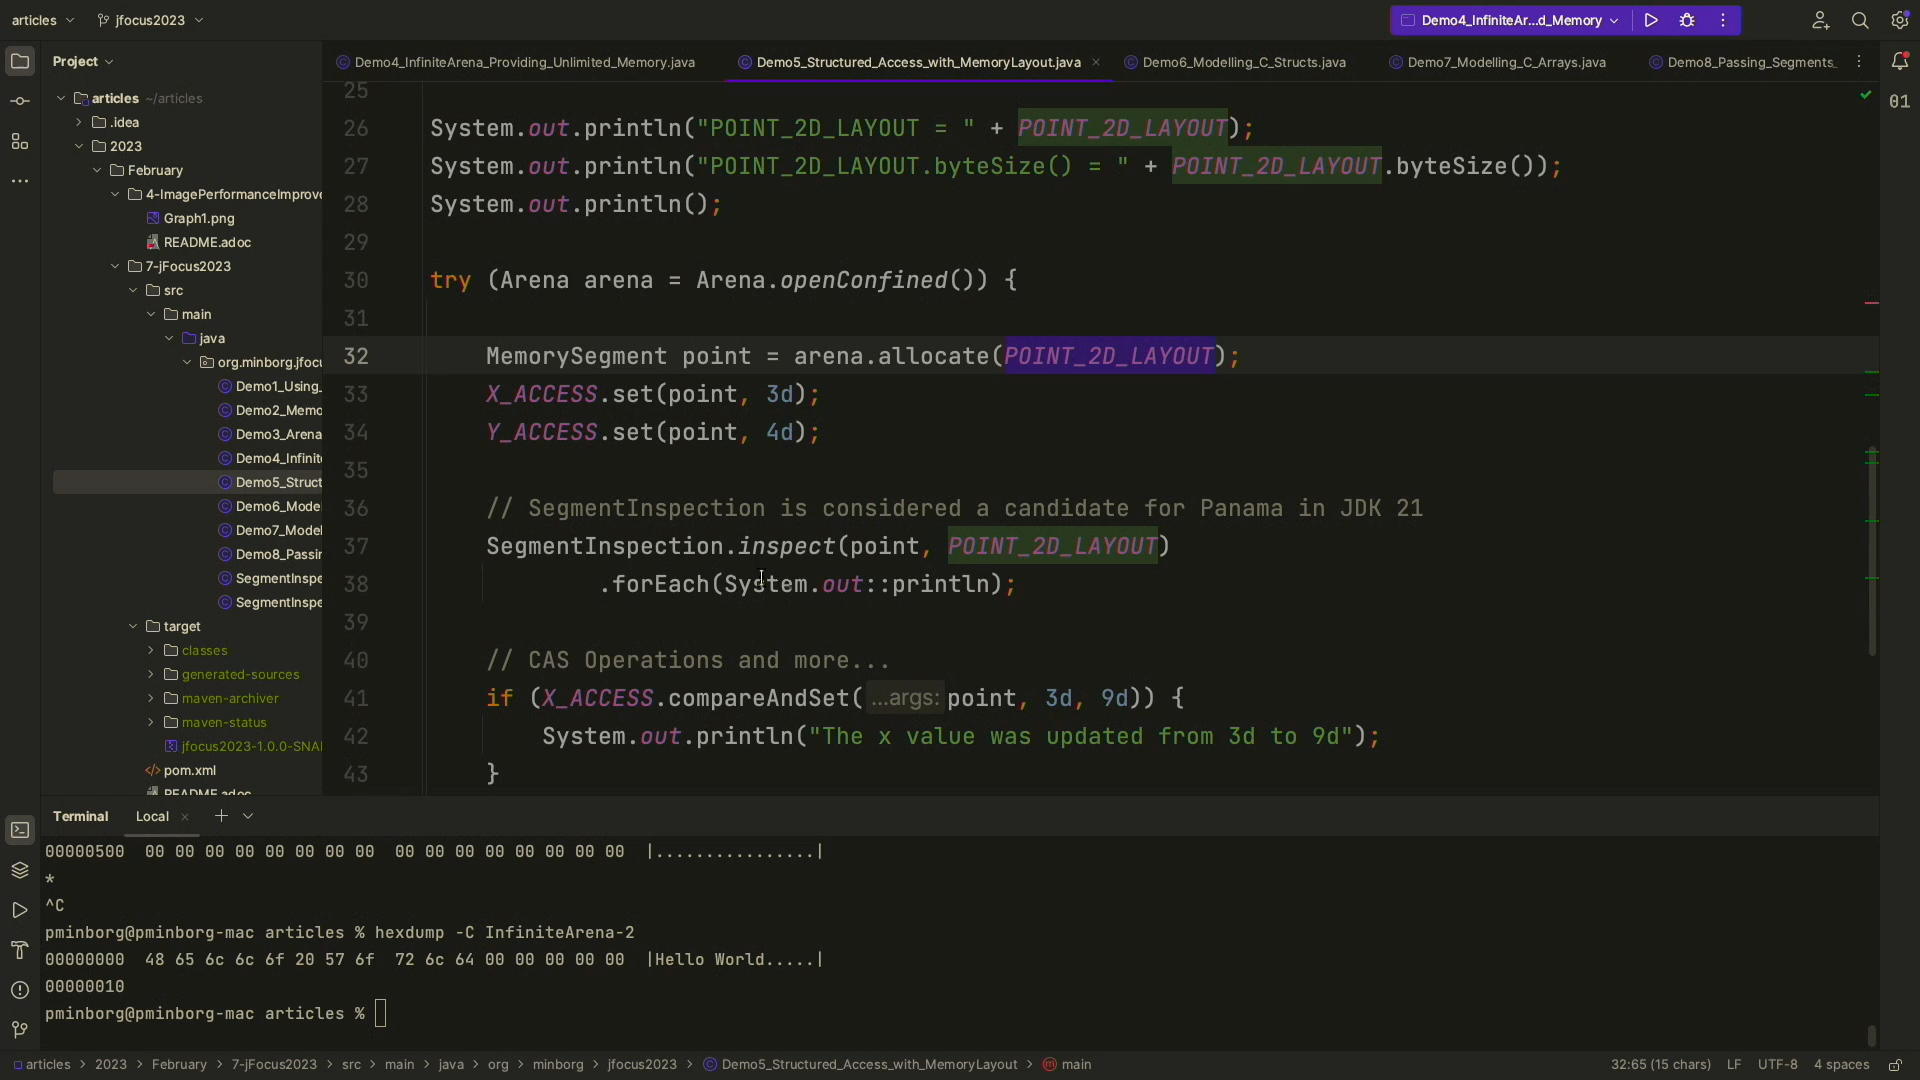 articles
jfocus2023
Demo4_InfiniteAr...d_Memory
Project
Demo4_InfiniteArena_Providing_Unlimited_Memory.java
Demo5_Structured_Access_with_MemoryLayout.java
Demo6_Modelling_C_Structs.java
Demo7_Modelling_C_Arrays.java
Demo8_Passing_Segments_
articles ~/articles
.idea
2023
February
4-ImagePerformanceImprove
Graph1.png
README.adoc
7-jFocus2023
src
main
java
org.minborg.jfocu
Demo1_Using_
Demo2_Memo
Demo3_Arena
Demo4_Infinit
Demo5_Struct
Demo6_Mode
Demo7_Model
Demo8_Passin
SegmentInspe
SegmentInspe
target
classes
generated-sources
maven-archiver
maven-status
jfocus2023-1.0.0-SNA
pom.xml
README.adoc
25
26 System.out.println("POINT_2D_LAYOUT = " + POINT_2D_LAYOUT);
27 System.out.println("POINT_2D_LAYOUT.byteSize() = " + POINT_2D_LAYOUT.byteSize());
28 System.out.println();
29
30 try (Arena arena = Arena.openConfined()) {
31
32 MemorySegment point = arena.allocate(POINT_2D_LAYOUT);
33 X_ACCESS.set(point, 3d);
34 Y_ACCESS.set(point, 4d);
35
36 // SegmentInspection is considered a candidate for Panama in JDK 21
37 SegmentInspection.inspect(point, POINT_2D_LAYOUT)
38 .forEach(System.out::println);
39
40 // CAS Operations and more...
41 if (X_ACCESS.compareAndSet( ...args: point, 3d, 9d)) {
42 System.out.println("The x value was updated from 3d to 9d");
43 }
Terminal
Local
00000500 00 00 00 00 00 00 00 00 00 00 00 00 00 00 00 00 |................|
*
^C
pminborg@pminborg-mac articles % hexdump -C InfiniteArena-2
00000000 48 65 6c 6c 6f 20 57 6f 72 6c 64 00 00 00 00 00 |Hello World.....|
00000010
pminborg@pminborg-mac articles %
articles 2023 February 7-jFocus2023 src main java org minborg jfocus2023 Demo5_Structured_Access_with_MemoryLayout main
32:65 (15 chars) LF UTF-8 4 spaces
01